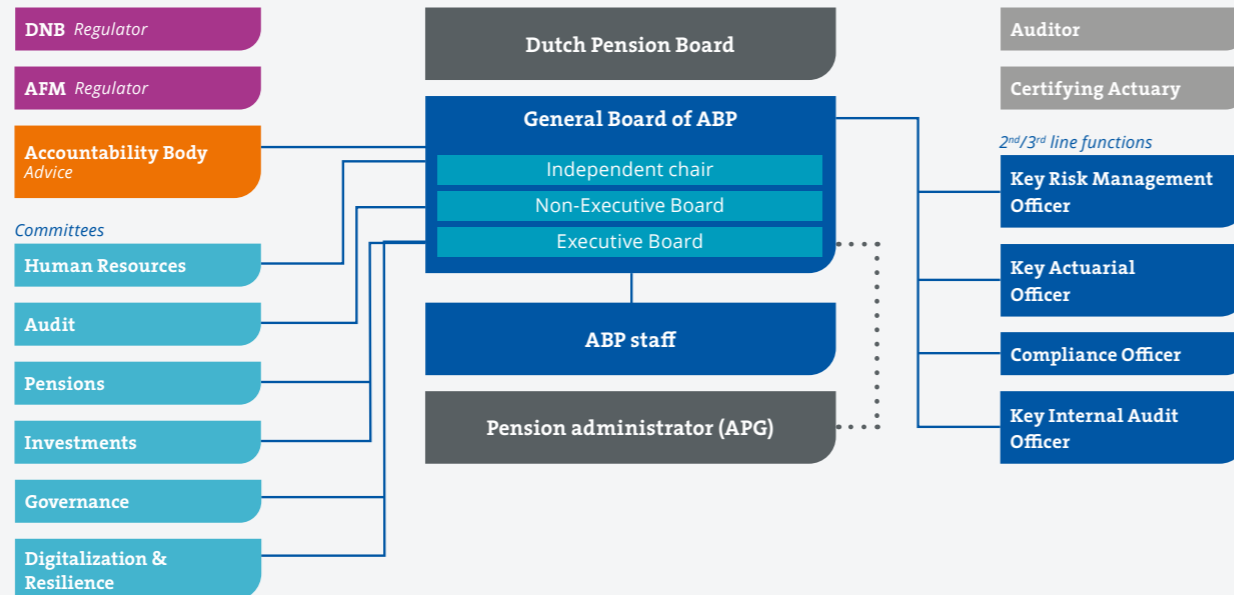 DNB Regulator
AFM Regulator
Accountability Body
Advice
Committees
Human Resources
Audit
Pensions
Investments
Governance
Digitalization &
Resilience
Dutch Pension Board
General Board of ABP
Independent chair
Non-Executive Board
Executive Board
ABP staff
Pension administrator (APG)
Auditor
Certifying Actuary
2nd/3rd line functions
Key Risk Management
Officer
Key Actuarial
Officer
Compliance Officer
Key Internal Audit
Officer